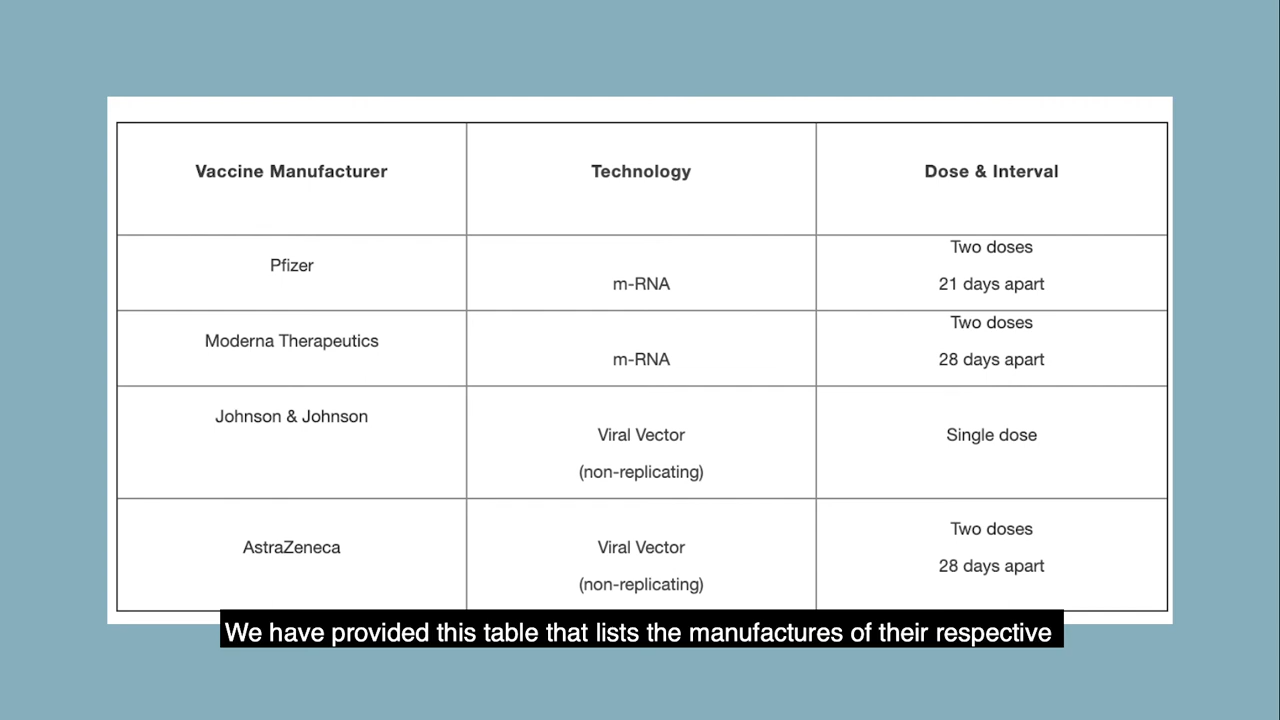 Vaccine Manufacturer
Technology
Dose & Interval
Pfizer
m-RNA
Two doses
21 days apart
Moderna Therapeutics
m-RNA
Two doses
28 days apart
Johnson & Johnson
Viral Vector
(non-replicating)
Single dose
AstraZeneca
Viral Vector
(non-replicating)
Two doses
28 days apart
We have provided this table that lists the manufactures of their respective